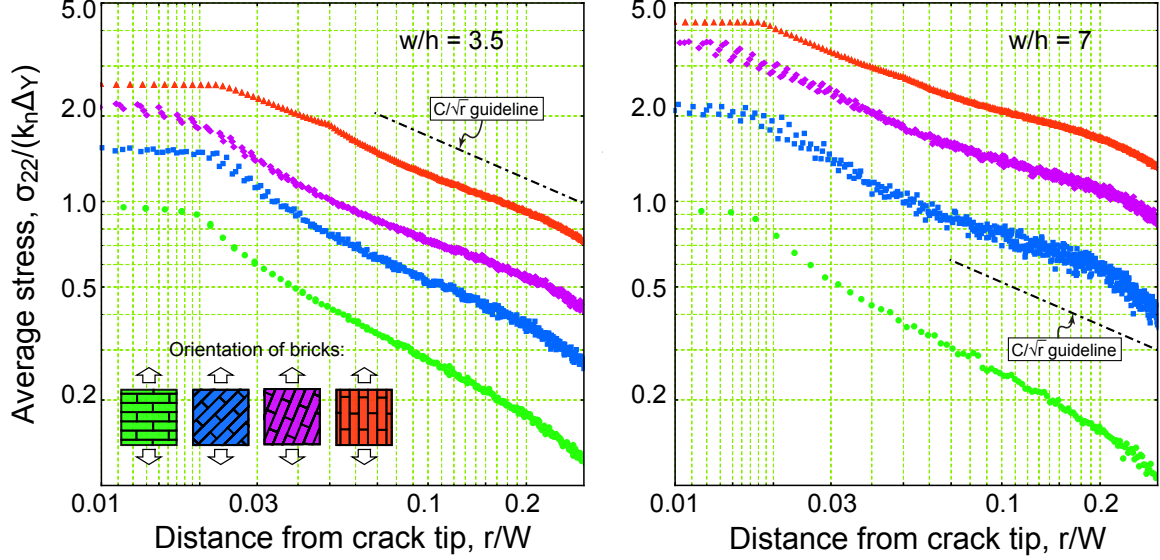 Average stress, σ22/(knΔY)
5.0
2.0
1.0
0.5
0.2
w/h = 3.5
C/√r guideline
Orientation of bricks:
0.01
0.03
0.1
0.2
Distance from crack tip, r/W
5.0
2.0
1.0
0.5
0.2
w/h = 7
C/√r guideline
0.01
0.03
0.1
0.2
Distance from crack tip, r/W